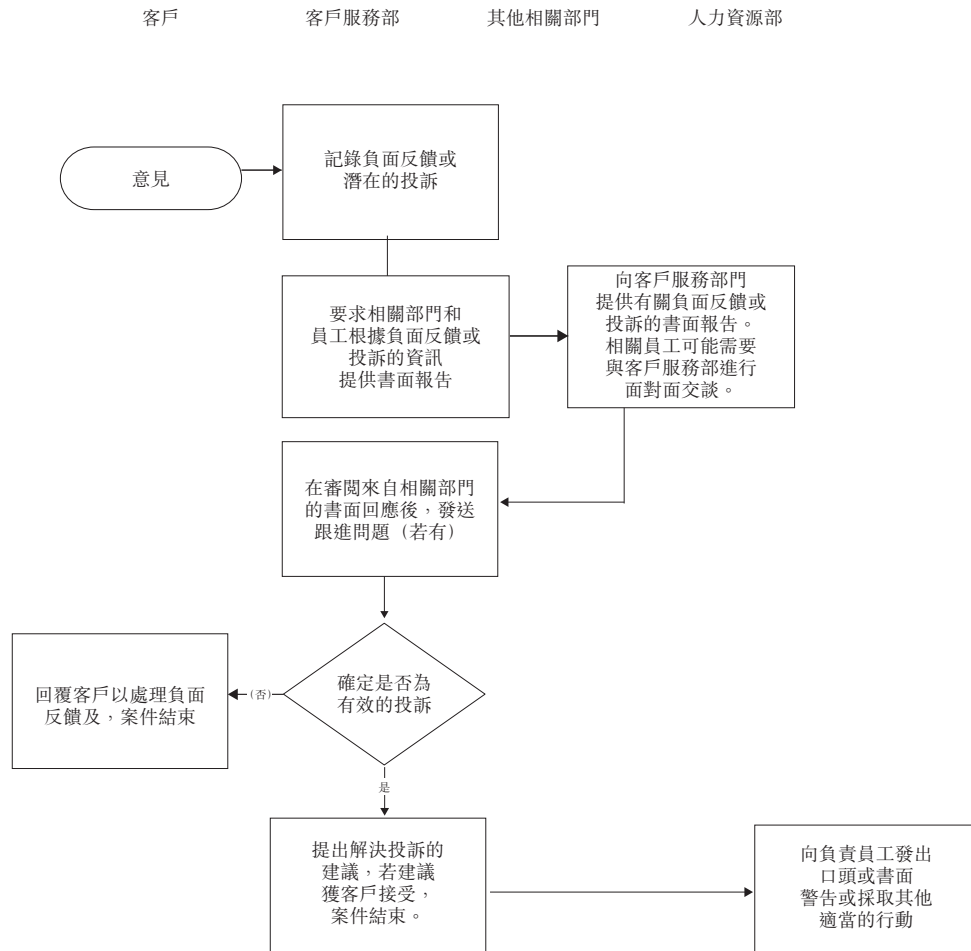 客戶
客戶服務部
其他相關部門
人力資源部
意見
記錄負面反饋或
潛在的投訴
要求相關部門和
員工根據負面反饋或
投訴的資訊
提供書面報告
向客戶服務部門
提供有關負面反饋或
投訴的書面報告。
相關員工可能需要
與客戶服務部進行
面對面交談。
在審閱來自相關部門
的書面回應後，發送
跟進問題（若有）
確定是否為
有效的投訴
(否)
回覆客戶以處理負面
反饋及，案件結束
是
提出解決投訴的
建議，若建議
獲客戶接受，
案件結束。
向負責員工發出
口頭或書面
警告或採取其他
適當的行動